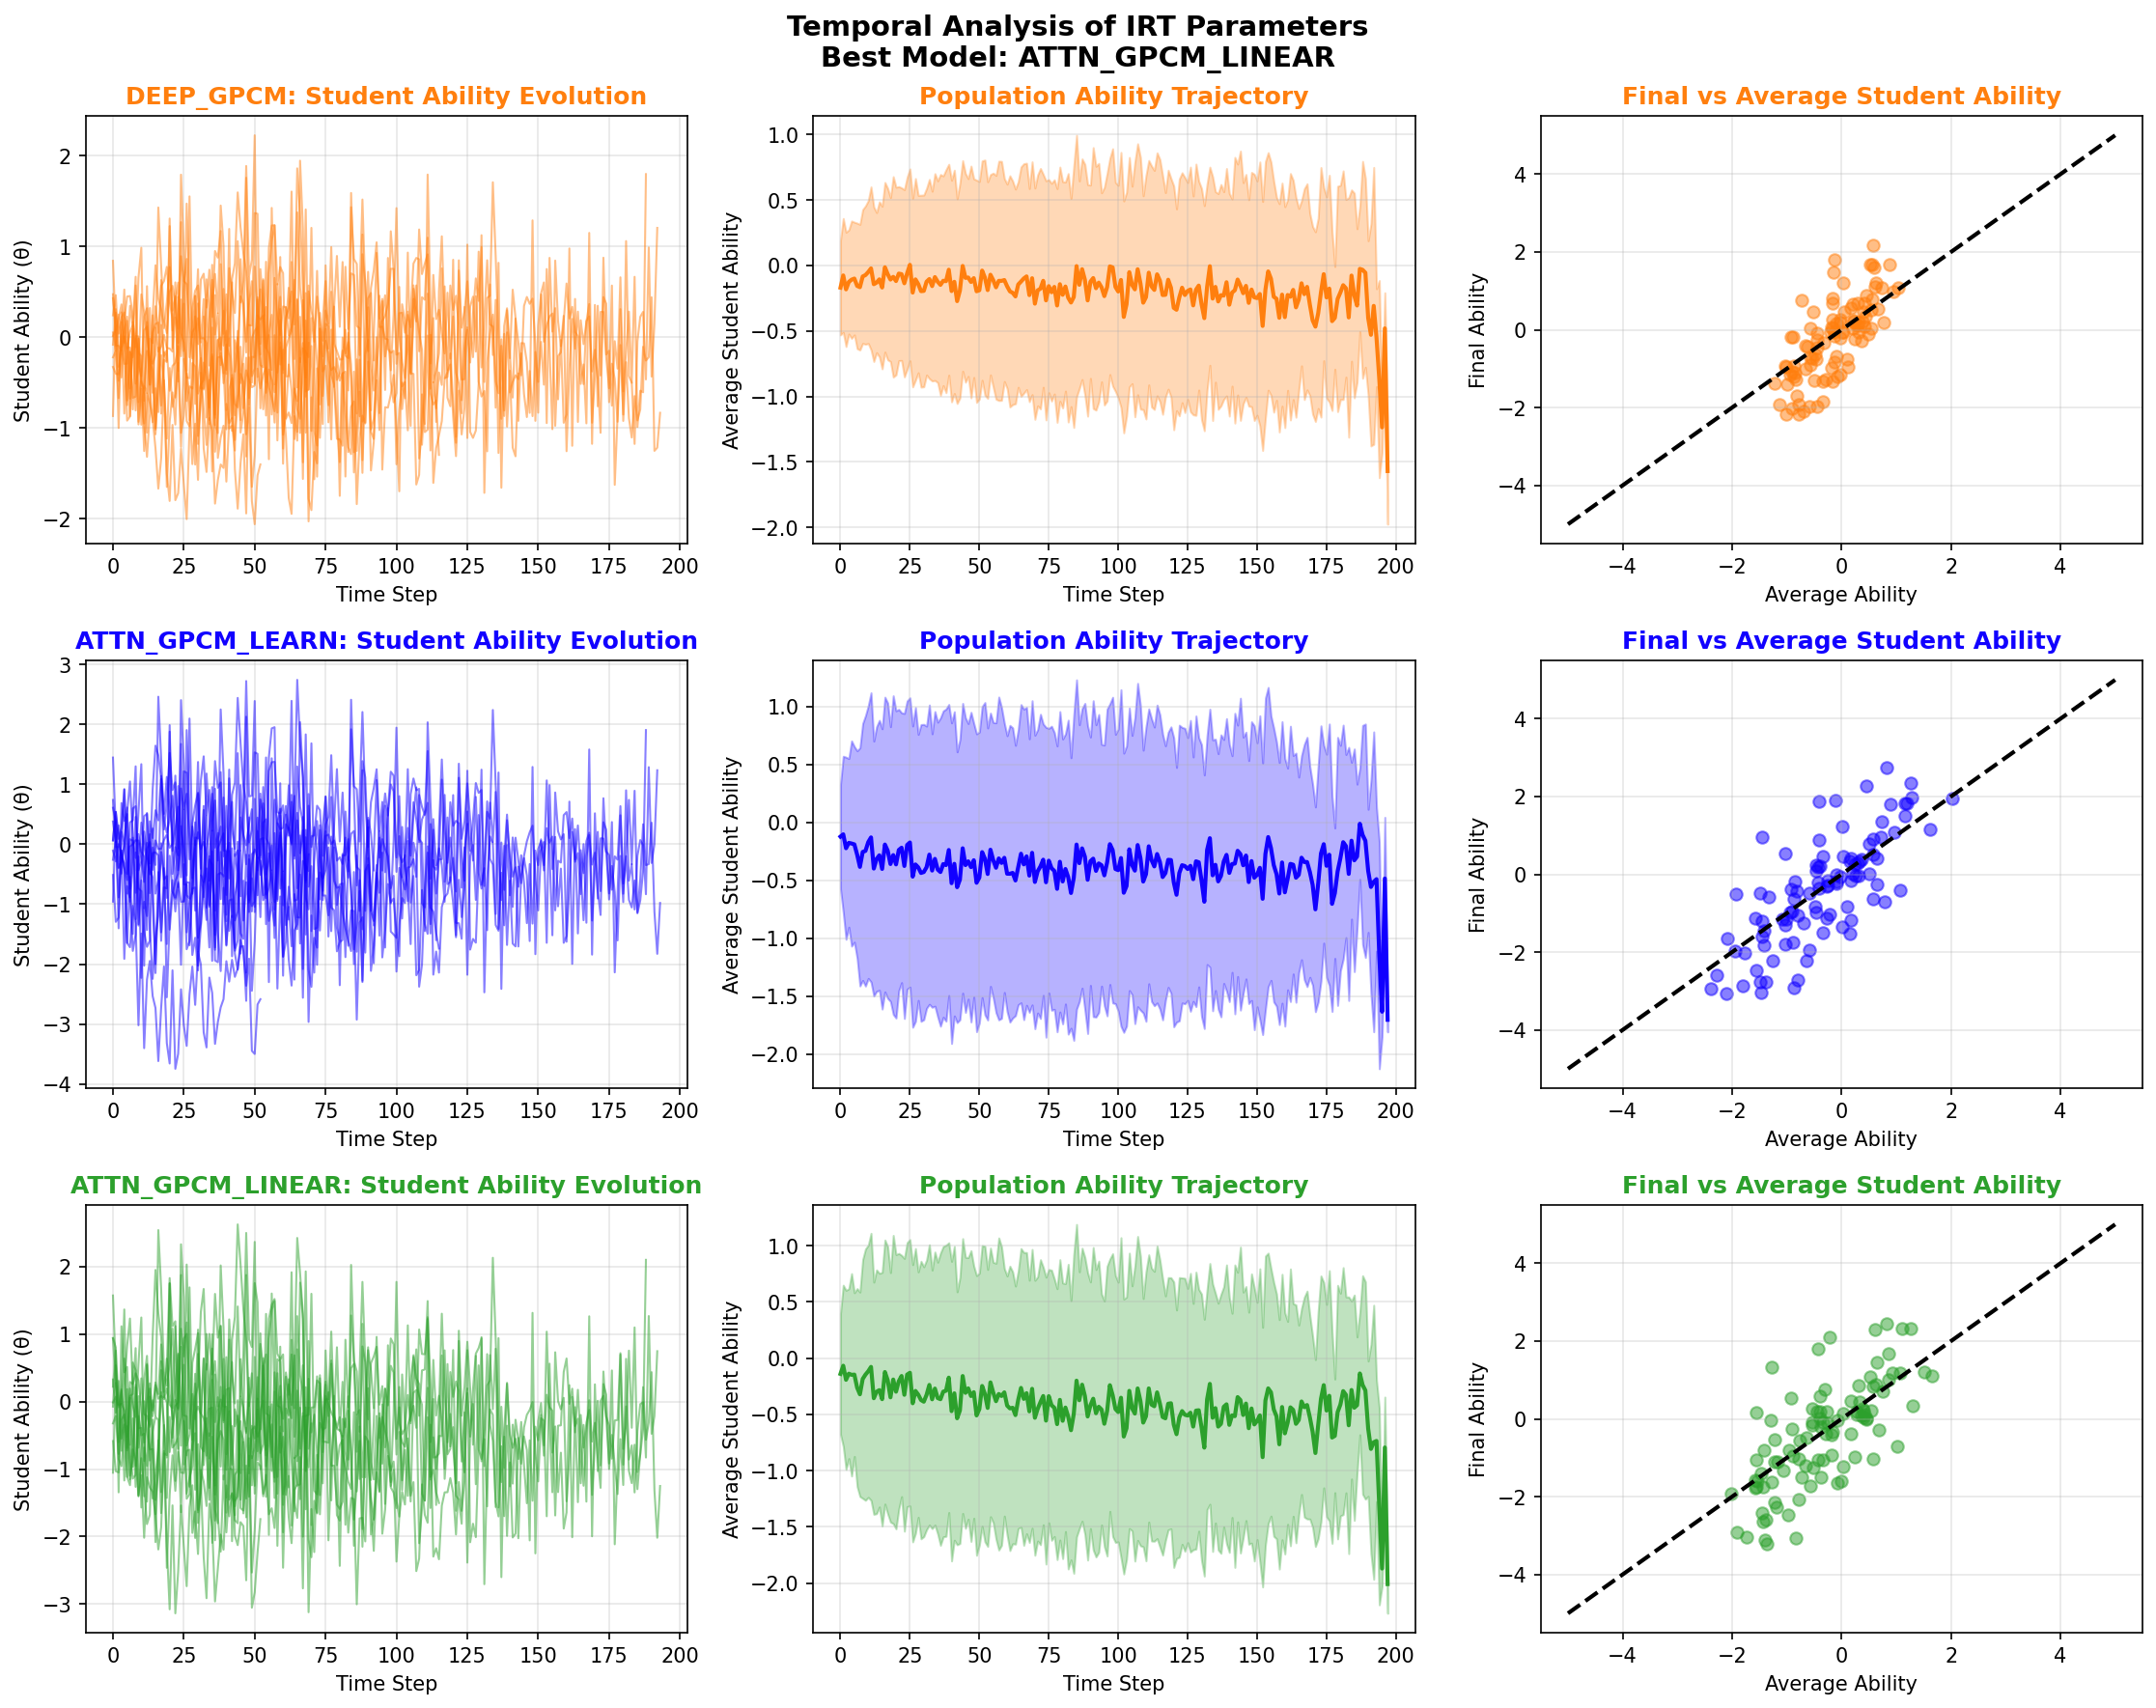 Temporal Analysis of IRT Parameters
Best Model: ATTN_GPCM_LINEAR
DEEP_GPCM: Student Ability Evolution
Student Ability (θ)
2
1
0
−1
−2
0 25 50 75 100 125 150 175 200
Time Step
Population Ability Trajectory
Average Student Ability
1.0
0.5
0.0
−0.5
−1.0
−1.5
−2.0
0 25 50 75 100 125 150 175 200
Time Step
Final vs Average Student Ability
Final Ability
4
2
0
−2
−4
−4 −2 0 2 4
Average Ability
ATTN_GPCM_LEARN: Student Ability Evolution
Student Ability (θ)
3
2
1
0
−1
−2
−3
−4
0 25 50 75 100 125 150 175 200
Time Step
Population Ability Trajectory
Average Student Ability
1.0
0.5
0.0
−0.5
−1.0
−1.5
−2.0
0 25 50 75 100 125 150 175 200
Time Step
Final vs Average Student Ability
Final Ability
4
2
0
−2
−4
−4 −2 0 2 4
Average Ability
ATTN_GPCM_LINEAR: Student Ability Evolution
Student Ability (θ)
2
1
0
−1
−2
−3
0 25 50 75 100 125 150 175 200
Time Step
Population Ability Trajectory
Average Student Ability
1.0
0.5
0.0
−0.5
−1.0
−1.5
−2.0
0 25 50 75 100 125 150 175 200
Time Step
Final vs Average Student Ability
Final Ability
4
2
0
−2
−4
−4 −2 0 2 4
Average Ability